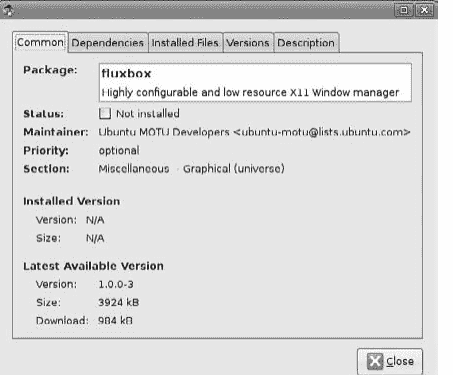 Common Dependencies Installed Files Versions Description
Package: fluxbox
Highly configurable and low resource X11 Window manager
Status: Not installed
Maintainer: Ubuntu MOTU Developers <ubuntu-motu@lists.ubuntu.com>
Priority: optional
Section: Miscellaneous - Graphical (universe)
Installed Version
Version: N/A
Size: N/A
Latest Available Version
Version: 1.0.0-3
Size: 3924 kB
Download: 984 kB
Close